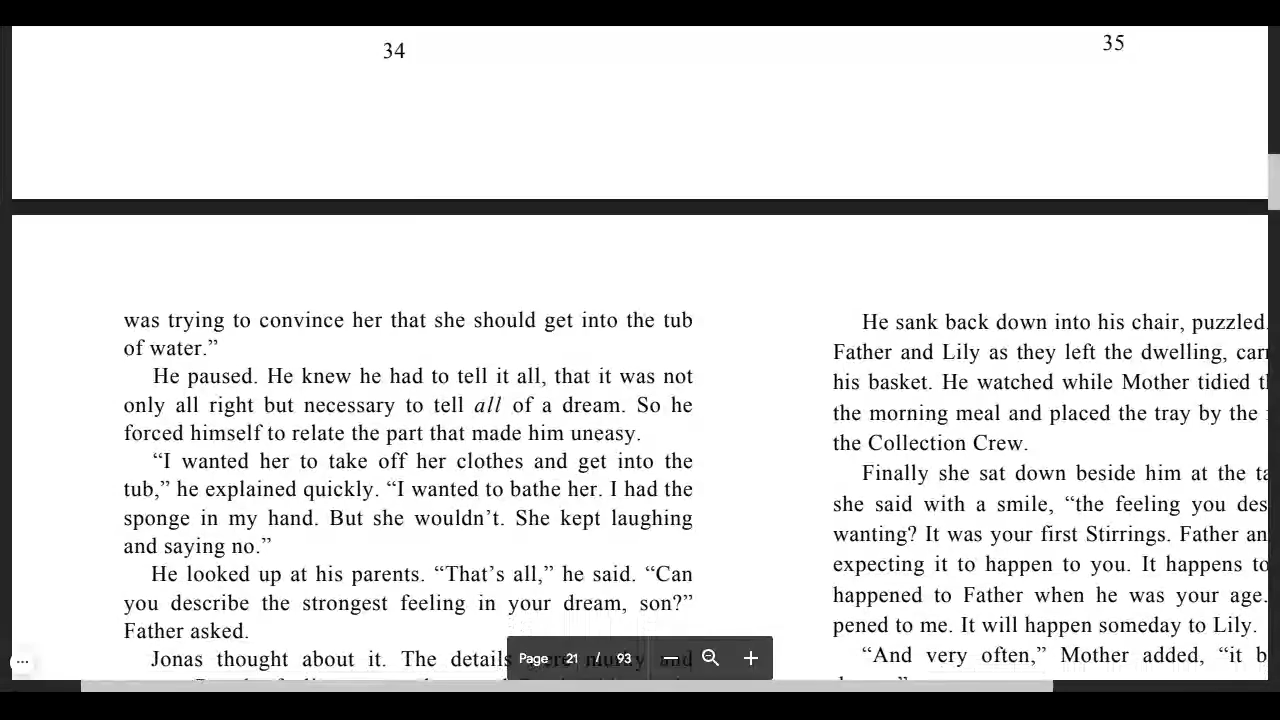 34
35
was trying to convince her that she should get into the tub
of water.”
He paused. He knew he had to tell it all, that it was not
only all right but necessary to tell all of a dream. So he
forced himself to relate the part that made him uneasy.
“I wanted her to take off her clothes and get into the
tub,” he explained quickly. “I wanted to bathe her. I had the
sponge in my hand. But she wouldn’t. She kept laughing
and saying no.”
He looked up at his parents. “That’s all,” he said. “Can
you describe the strongest feeling in your dream, son?”
Father asked.
Jonas thought about it. The details were murky and
He sank back down into his chair, puzzled.
Father and Lily as they left the dwelling,
his basket. He watched while Mother tidied
the morning meal and placed the tray by the
the Collection Crew.
Finally she sat down beside him at the
she said with a smile, “the feeling you
wanting? It was your first Stirrings. Father
expecting it to happen to you. It happens to
happened to Father when he was your age.
pened to me. It will happen someday to Lily.
“And very often,” Mother added, “it
Page 21 / 93